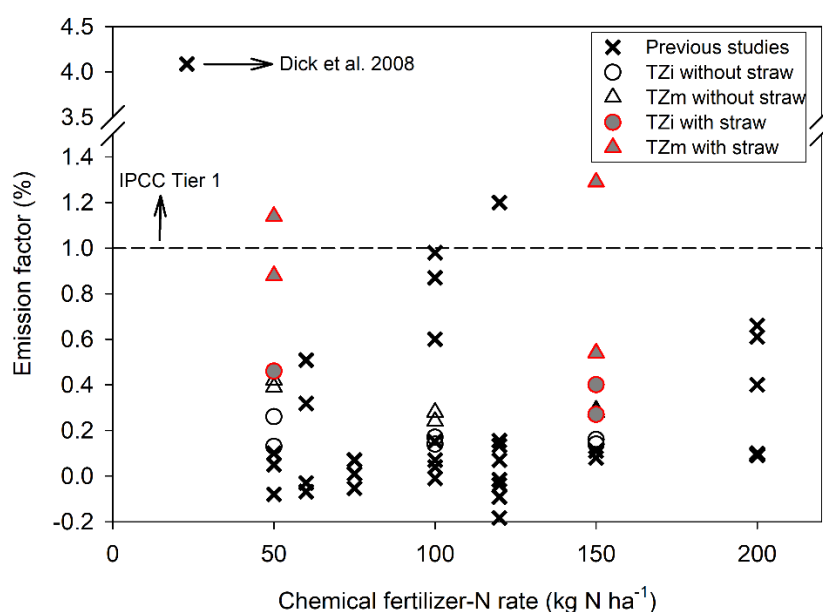 4.5
4.0
3.5
1.4
1.2
1.0
0.8
0.6
0.4
0.2
0.0
-0.2
Emission factor (%)
Dick et al. 2008
IPCC Tier 1
Previous studies
TZi without straw
TZm without straw
TZi with straw
TZm with straw
0 50 100 150 200
Chemical fertilizer-N rate (kg N ha⁻¹)